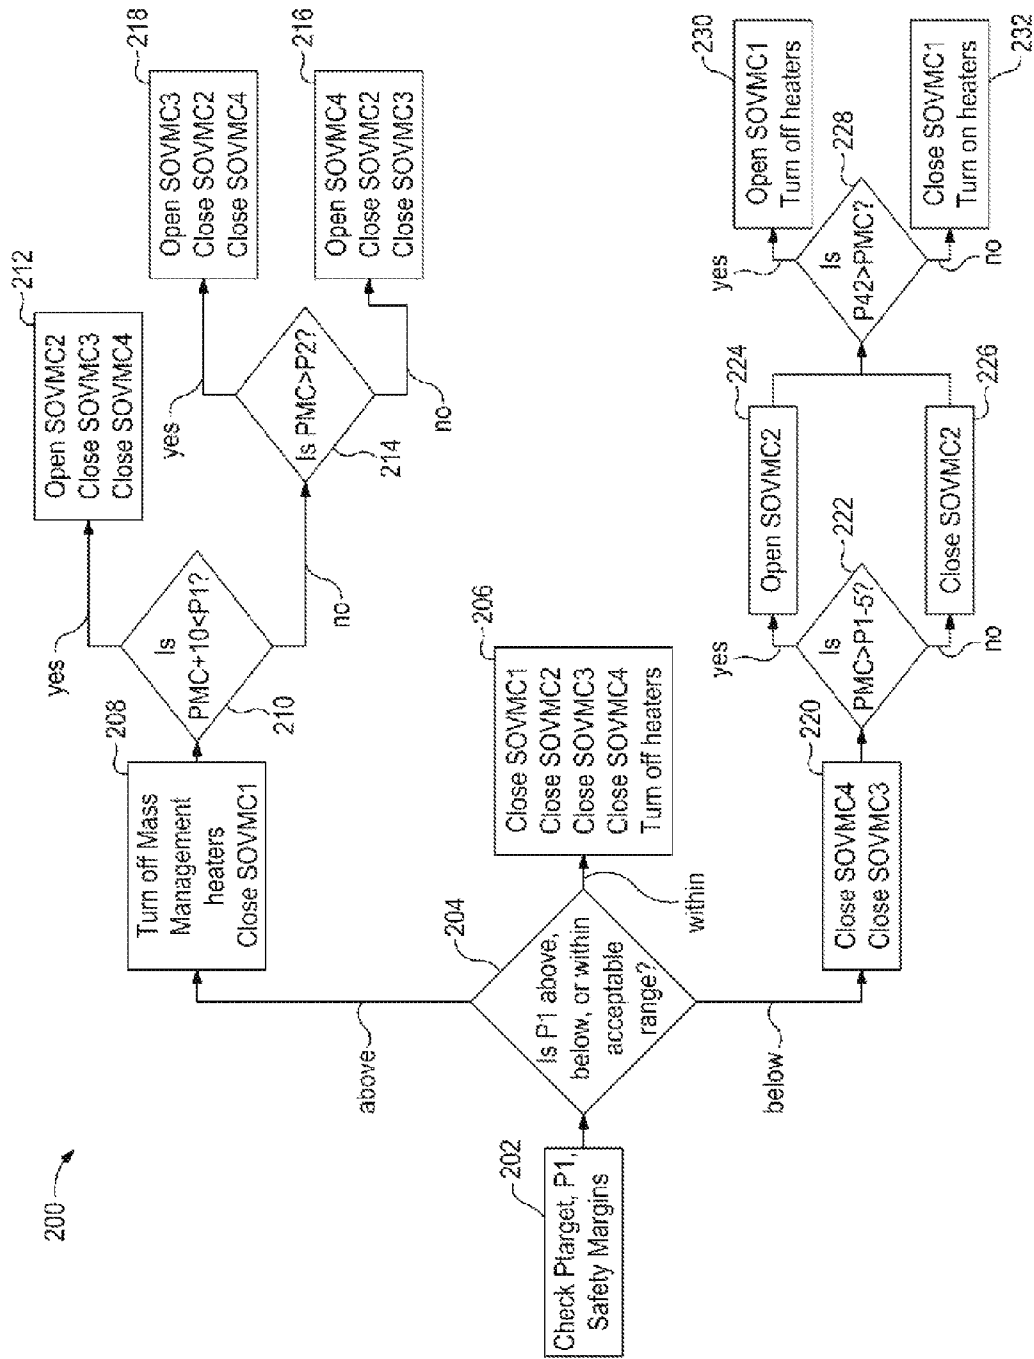 200
202
Check Ptarget, P1,
Safety Margins
204
Is P1 above,
below, or within
acceptable
range?
above
within
below
206
Close SOVMC1
Close SOVMC2
Close SOVMC3
Close SOVMC4
Turn off heaters
208
Turn off Mass
Management
heaters
Close SOVMC1
210
Is
PMC+10<P1?
yes
no
212
Open SOVMC2
Close SOVMC3
Close SOVMC4
214
Is PMC>P2?
yes
no
218
Open SOVMC3
Close SOVMC2
Close SOVMC4
216
Open SOVMC4
Close SOVMC2
Close SOVMC3
220
Close SOVMC4
Close SOVMC3
222
Is
PMC>P1-5?
yes
no
224
Open SOVMC2
226
Close SOVMC2
228
Is
P42>PMC?
yes
no
230
Open SOVMC1
Turn off heaters
232
Close SOVMC1
Turn on heaters